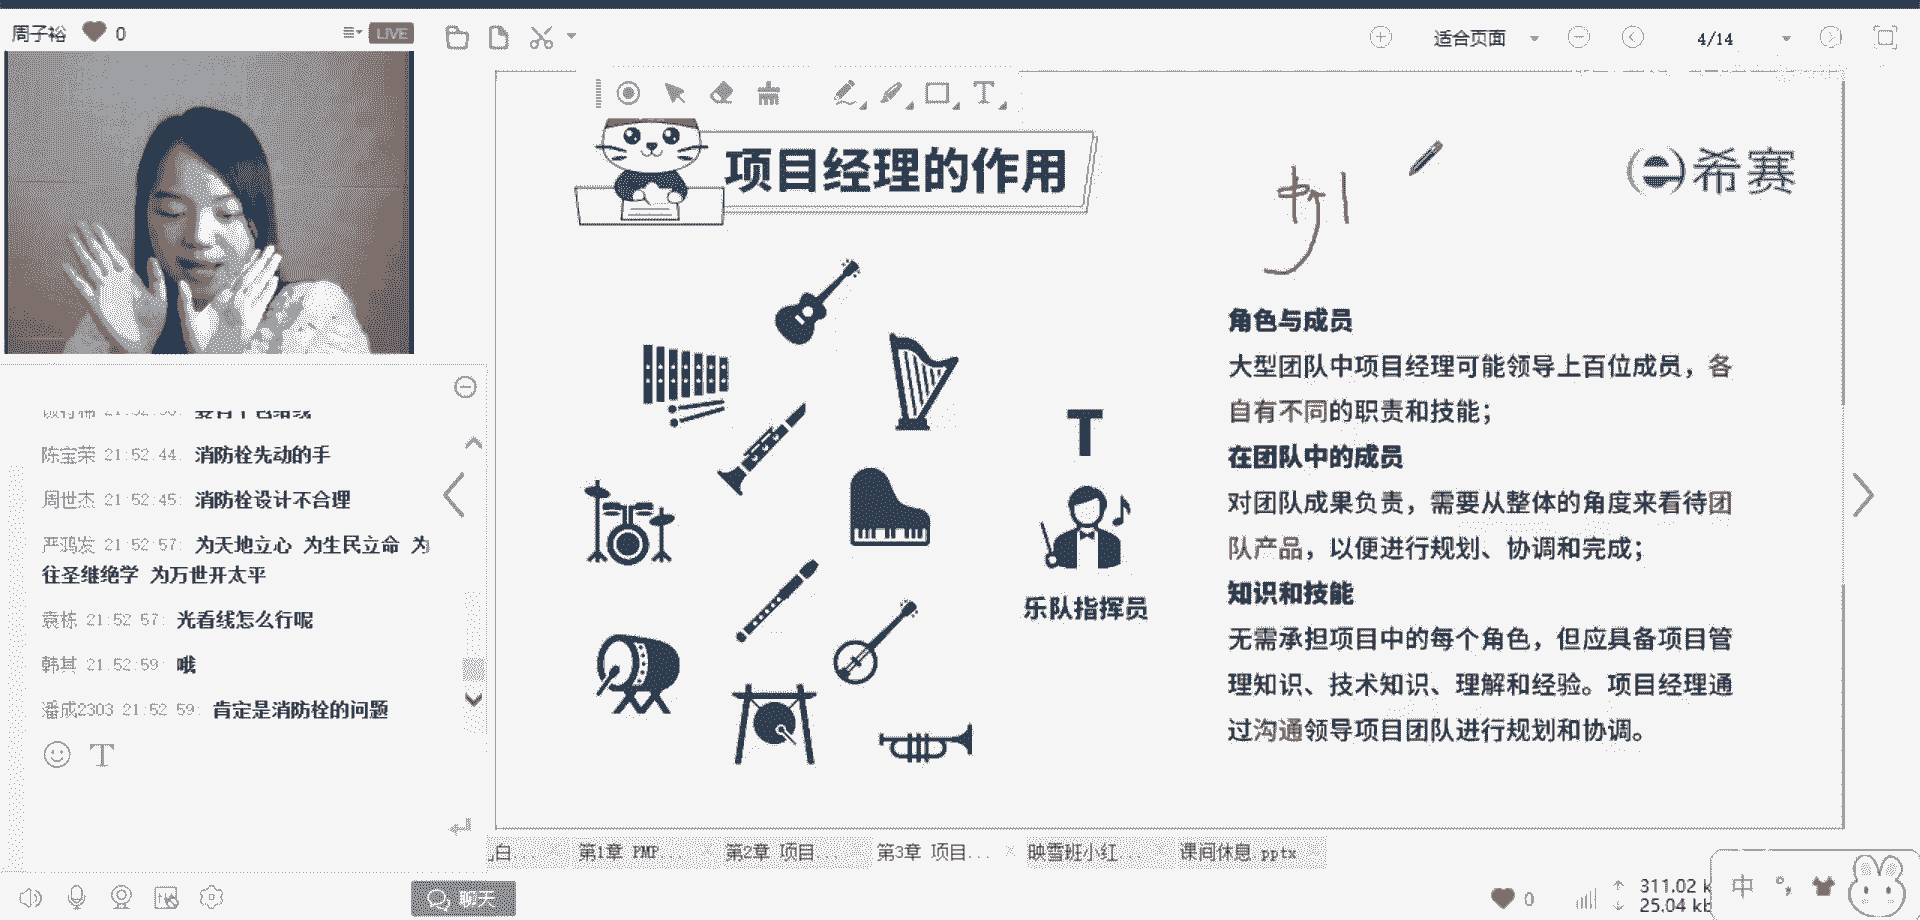 周子裕 0
LIVE
适合页面
4/14
项目经理的作用
希赛
角色与成员
大型团队中项目经理可能领导上百位成员，各
自有不同的职责和技能；
在团队中的成员
对团队成果负责，需要从整体的角度来看待团
队产品，以便进行规划、协调和完成；
知识和技能
无需承担项目中的每个角色，但应具备项目管
理知识、技术知识、理解和经验。项目经理通
过沟通领导项目团队进行规划和协调。
T
乐队指挥员
陈宝荣 21:52:44: 消防栓先动的手
周世杰 21:52:45: 消防栓设计不合理
严鸿发 21:52:57: 为天地立心 为生民立命 为
往圣继绝学 为万世开太平
袁栋 21:52:57: 光看线怎么行呢
韩其 21:52:59: 哦
潘成2303 21:52:59: 肯定是消防栓的问题
T
白...
第1章 PMP...
第2章 项目...
第3章 项目...
映雪班小红...
课间休息.pptx
聊天
0
311.02 k
25.04 kb
中